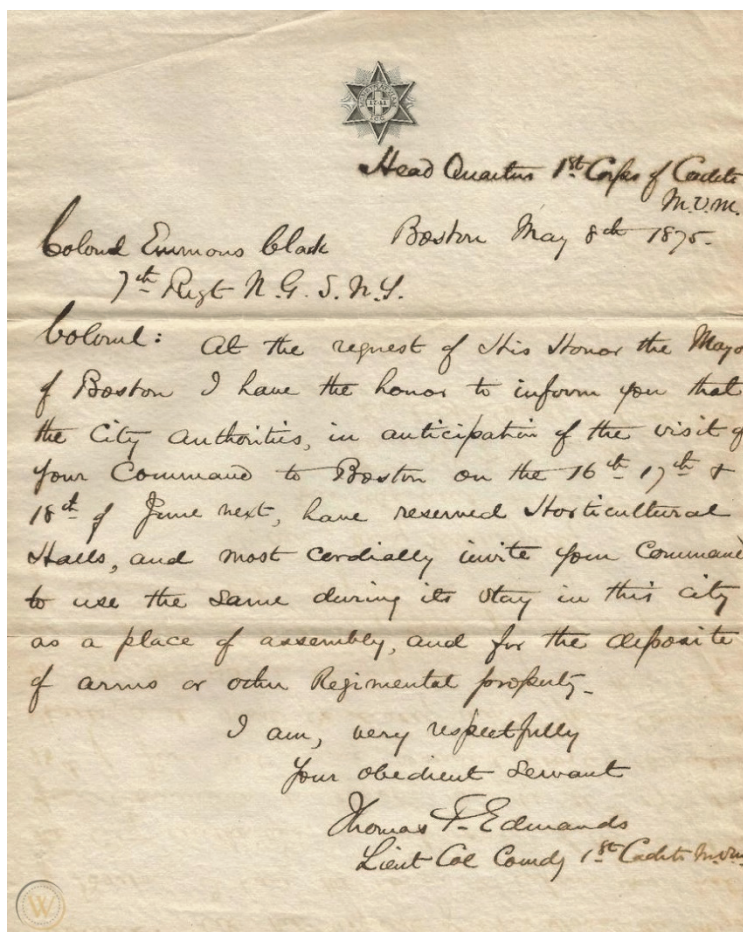 Head Quarters 1st Corps of Cadets
M.V.M.
Boston May 8th 1875.
Colonel Emmons Clark
7th Regt N.G.S.N.Y.
Colonel: At the request of His Honor the Mayo
of Boston I have the honor to inform you that
the City Authorities, in anticipation of the visit of
your Command to Boston on the 16th 17th &
18th of June next, have reserved Horticultural
Halls, and most cordially invite your Command
to use the same during its stay in this city
as a place of assembly, and for the deposite
of arms or other Regimental property.
I am, very respectfully
Your obedient servant
Thomas F. Edmands
Lieut Col Comdg 1st Cadets M.V.M.
W